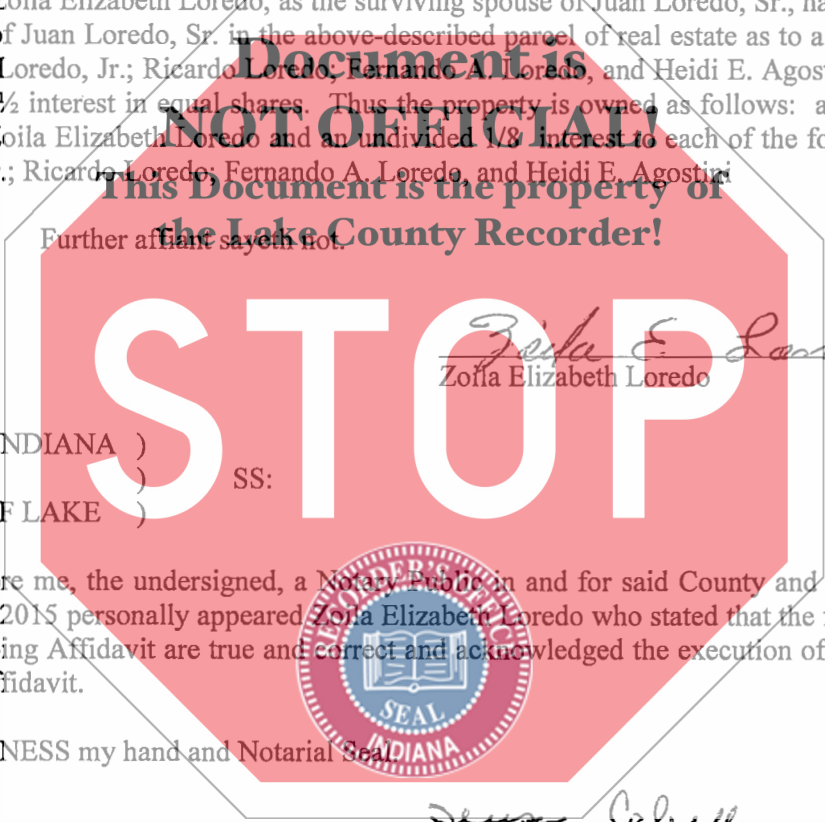 Zoila Elizabeth Loredo, as the surviving spouse of Juan Loredo, Sr., ha
f Juan Loredo, Sr. in the above-described parcel of real estate as to a
Loredo, Jr.; Ricardo Loredo; Fernando A. Loredo, and Heidi E. Agos
½ interest in equal shares. Thus the property is owned as follows: a
oila Elizabeth Loredo and an undivided 1/8 interest to each of the fo
.; Ricardo Loredo; Fernando A. Loredo, and Heidi E. Agostini
Document is
NOT OFFICIAL!
This Document is the property of
the Lake County Recorder!
Further affiant sayeth not.
STOP
Zoila E. Lor
Zoila Elizabeth Loredo
NDIANA )
) SS:
F LAKE )
re me, the undersigned, a Notary Public in and for said County and
2015 personally appeared Zoila Elizabeth Loredo who stated that the
ing Affidavit are true and correct and acknowledged the execution of
fidavit.
RECORDER'S OFFICE
SEAL
INDIANA
NESS my hand and Notarial Seal.